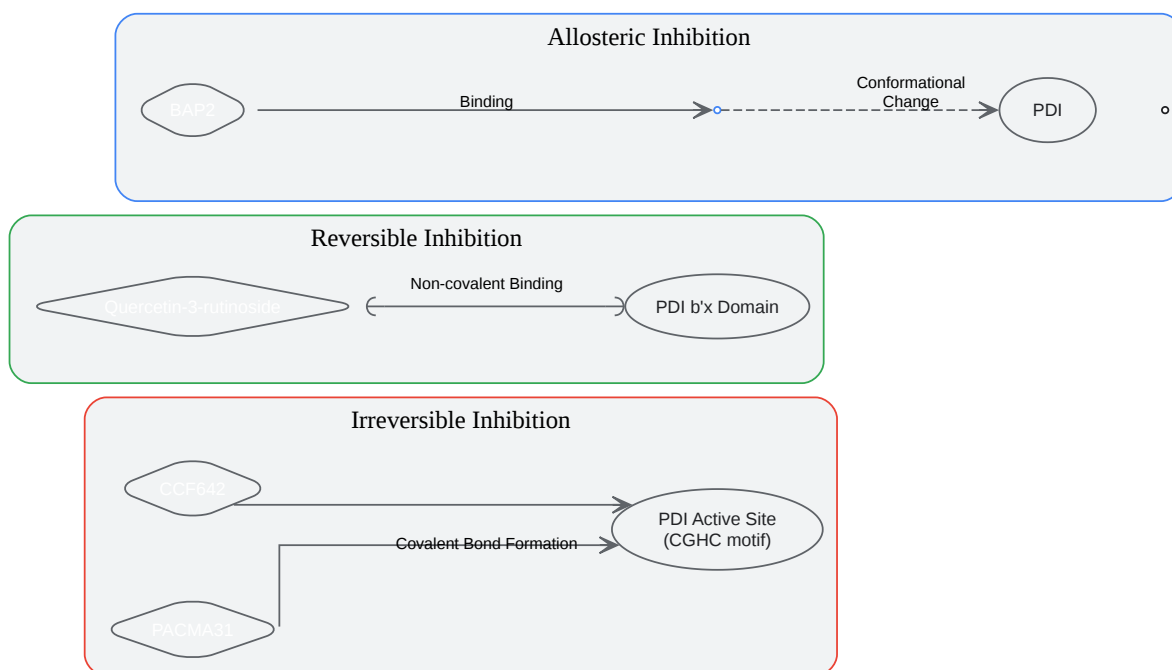 Allosteric Inhibition
BAP2
Binding
Conformational
Change
PDI
Reversible Inhibition
Quercetin-3-rutinoside
Non-covalent Binding
PDI b'x Domain
Irreversible Inhibition
CCF642
PDI Active Site
(CGHC motif)
Covalent Bond Formation
PACMA31